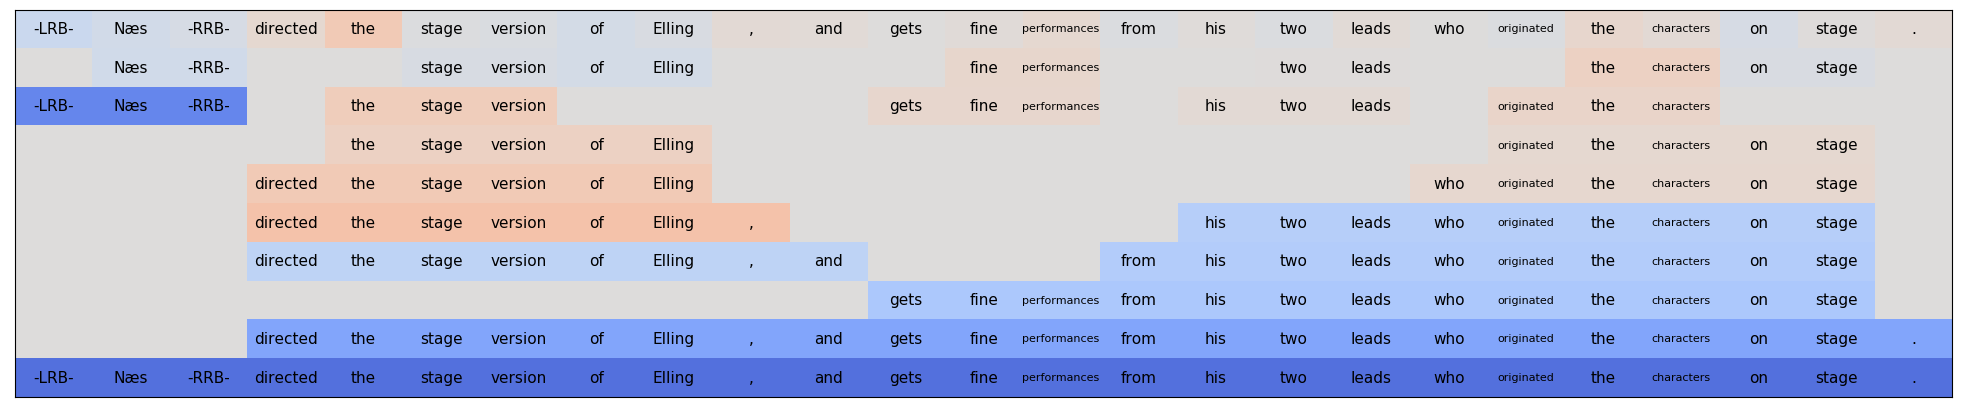 -LRB- Næs -RRB- directed the stage version of Elling , and gets fine performances from his two leads who originated the characters on stage .
Næs -RRB- stage version of Elling fine performances two leads the characters on stage
-LRB- Næs -RRB- the stage version gets fine performances his two leads originated the characters
the stage version of Elling originated the characters on stage
directed the stage version of Elling who originated the characters on stage
directed the stage version of Elling , his two leads who originated the characters on stage
directed the stage version of Elling , and from his two leads who originated the characters on stage
gets fine performances from his two leads who originated the characters on stage
directed the stage version of Elling , and gets fine performances from his two leads who originated the characters on stage .
-LRB- Næs -RRB- directed the stage version of Elling , and gets fine performances from his two leads who originated the characters on stage .